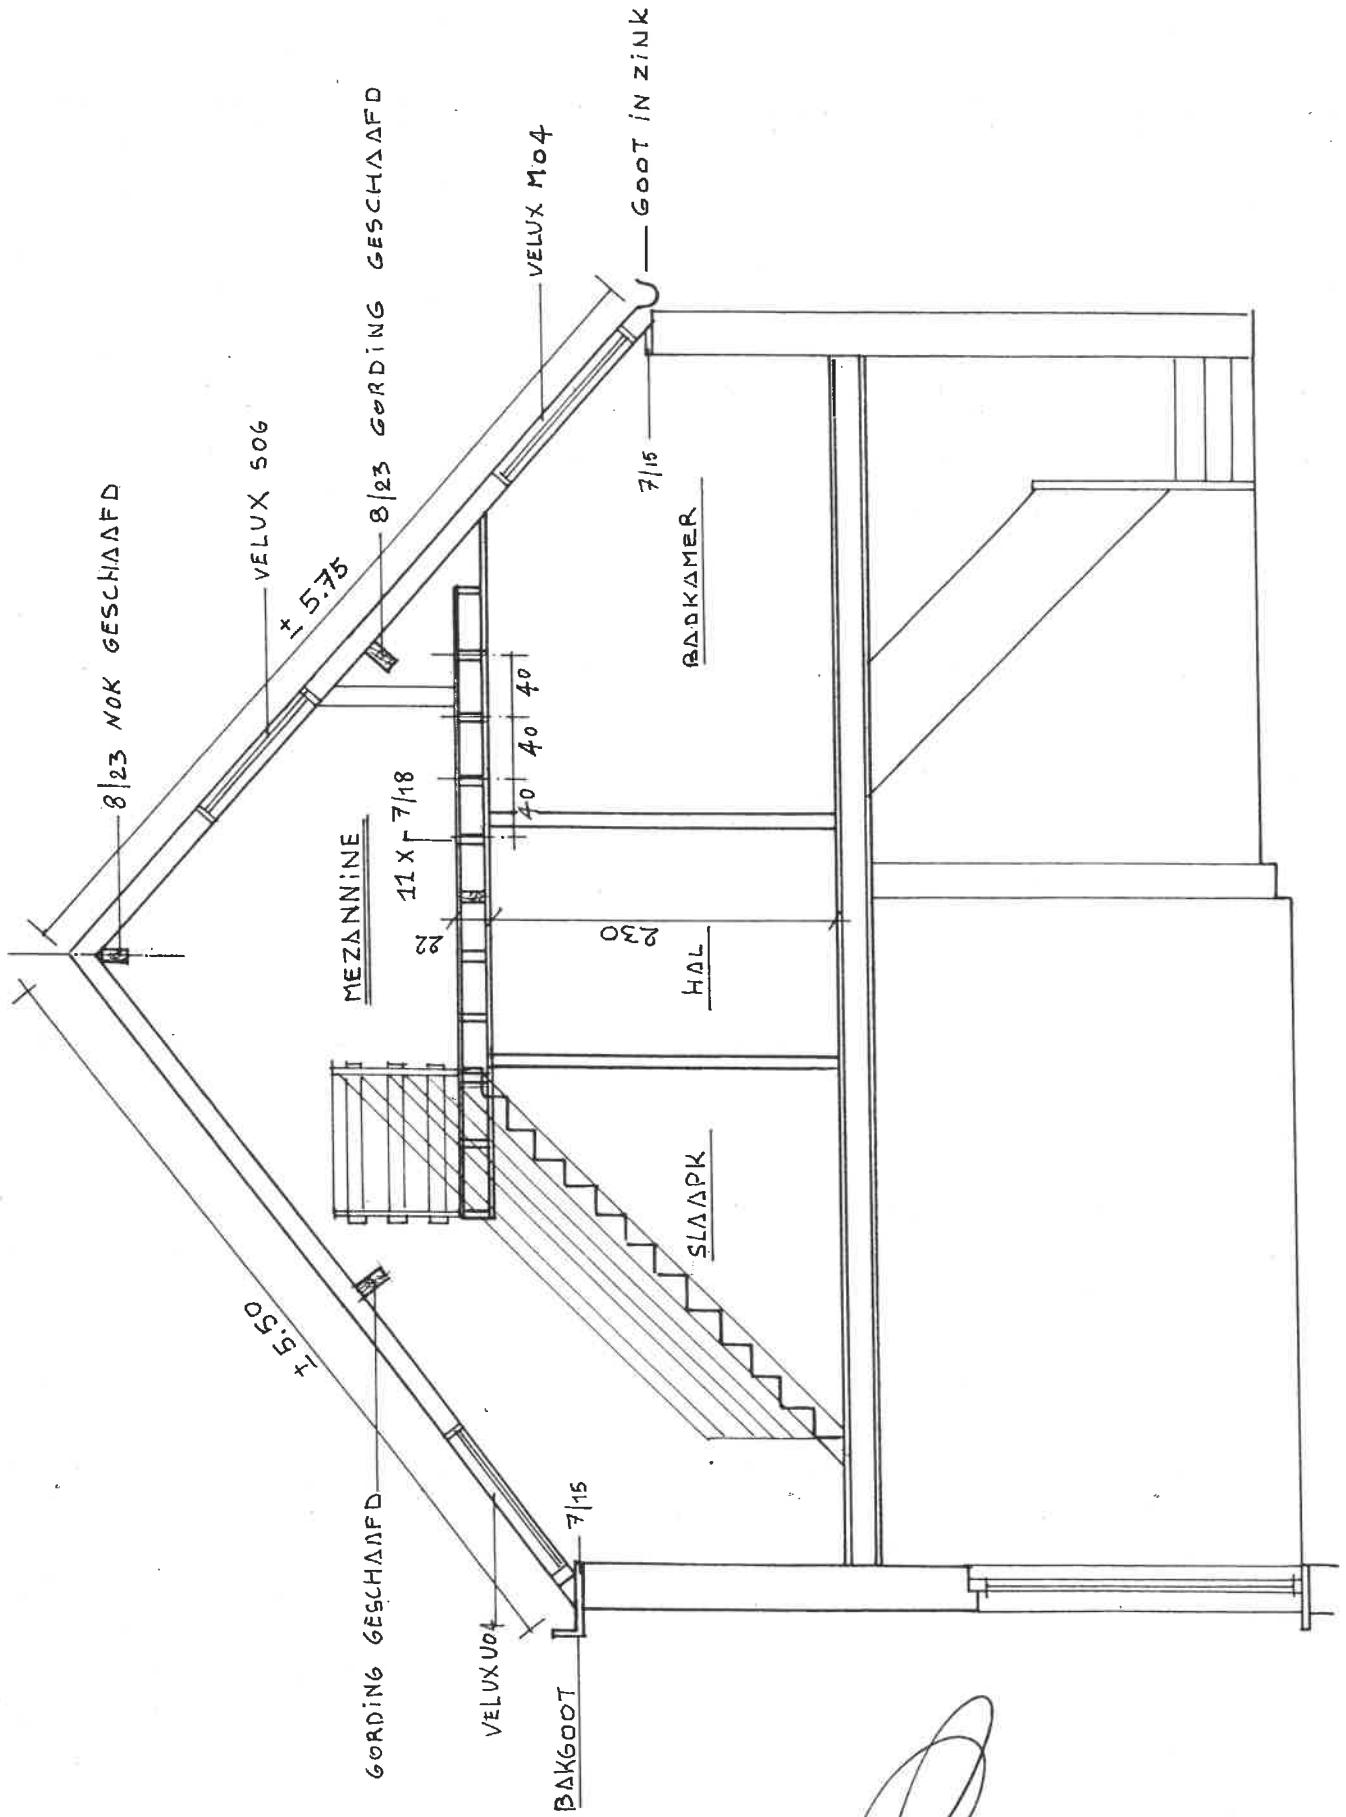 8/23 NOK GESCHAAFD
VELUX S06
± 5.75
8/23 GORDING GESCHAAFD
VELUX M04
GOOT IN ZINK
± 5.50
GORDING GESCHAAFD
VELUX U04
BAKGOOT
7/15
MEZANNINE
11 X 7/18
22
40
40
40
7/15
230
SLAAPK
HAL
BADKAMER